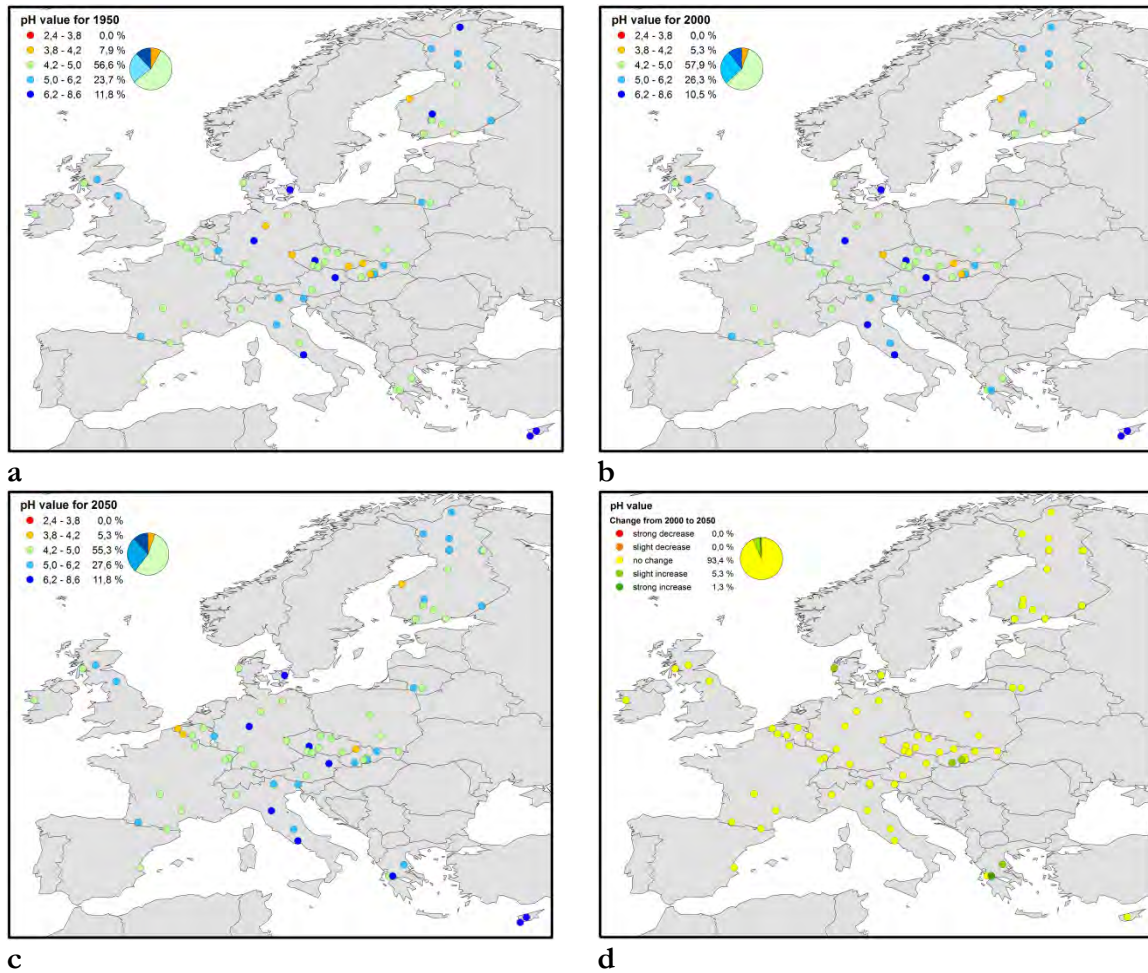 pH value for 1950
2,4 - 3,8 0,0 %
3,8 - 4,2 7,9 %
4,2 - 5,0 56,6 %
5,0 - 6,2 23,7 %
6,2 - 8,6 11,8 %
a
pH value for 2000
2,4 - 3,8 0,0 %
3,8 - 4,2 5,3 %
4,2 - 5,0 57,9 %
5,0 - 6,2 26,3 %
6,2 - 8,6 10,5 %
b
pH value for 2050
2,4 - 3,8 0,0 %
3,8 - 4,2 5,3 %
4,2 - 5,0 55,3 %
5,0 - 6,2 27,6 %
6,2 - 8,6 11,8 %
c
pH value
Change from 2000 to 2050
strong decrease 0,0 %
slight decrease 0,0 %
no change 93,4 %
slight increase 5,3 %
strong increase 1,3 %
d